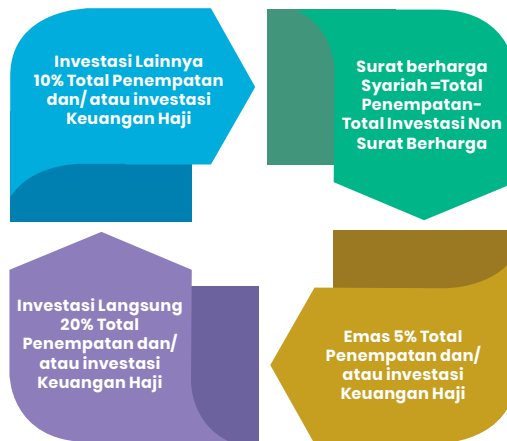 Investasi Lainnya
10% Total Penempatan
dan/ atau investasi
Keuangan Haji
Surat berharga
Syariah =Total
Penempatan-
Total Investasi Non
Surat Berharga
Investasi Langsung
20% Total
Penempatan dan/
atau investasi
Keuangan Haji
Emas 5% Total
Penempatan dan/
atau investasi
Keuangan Haji